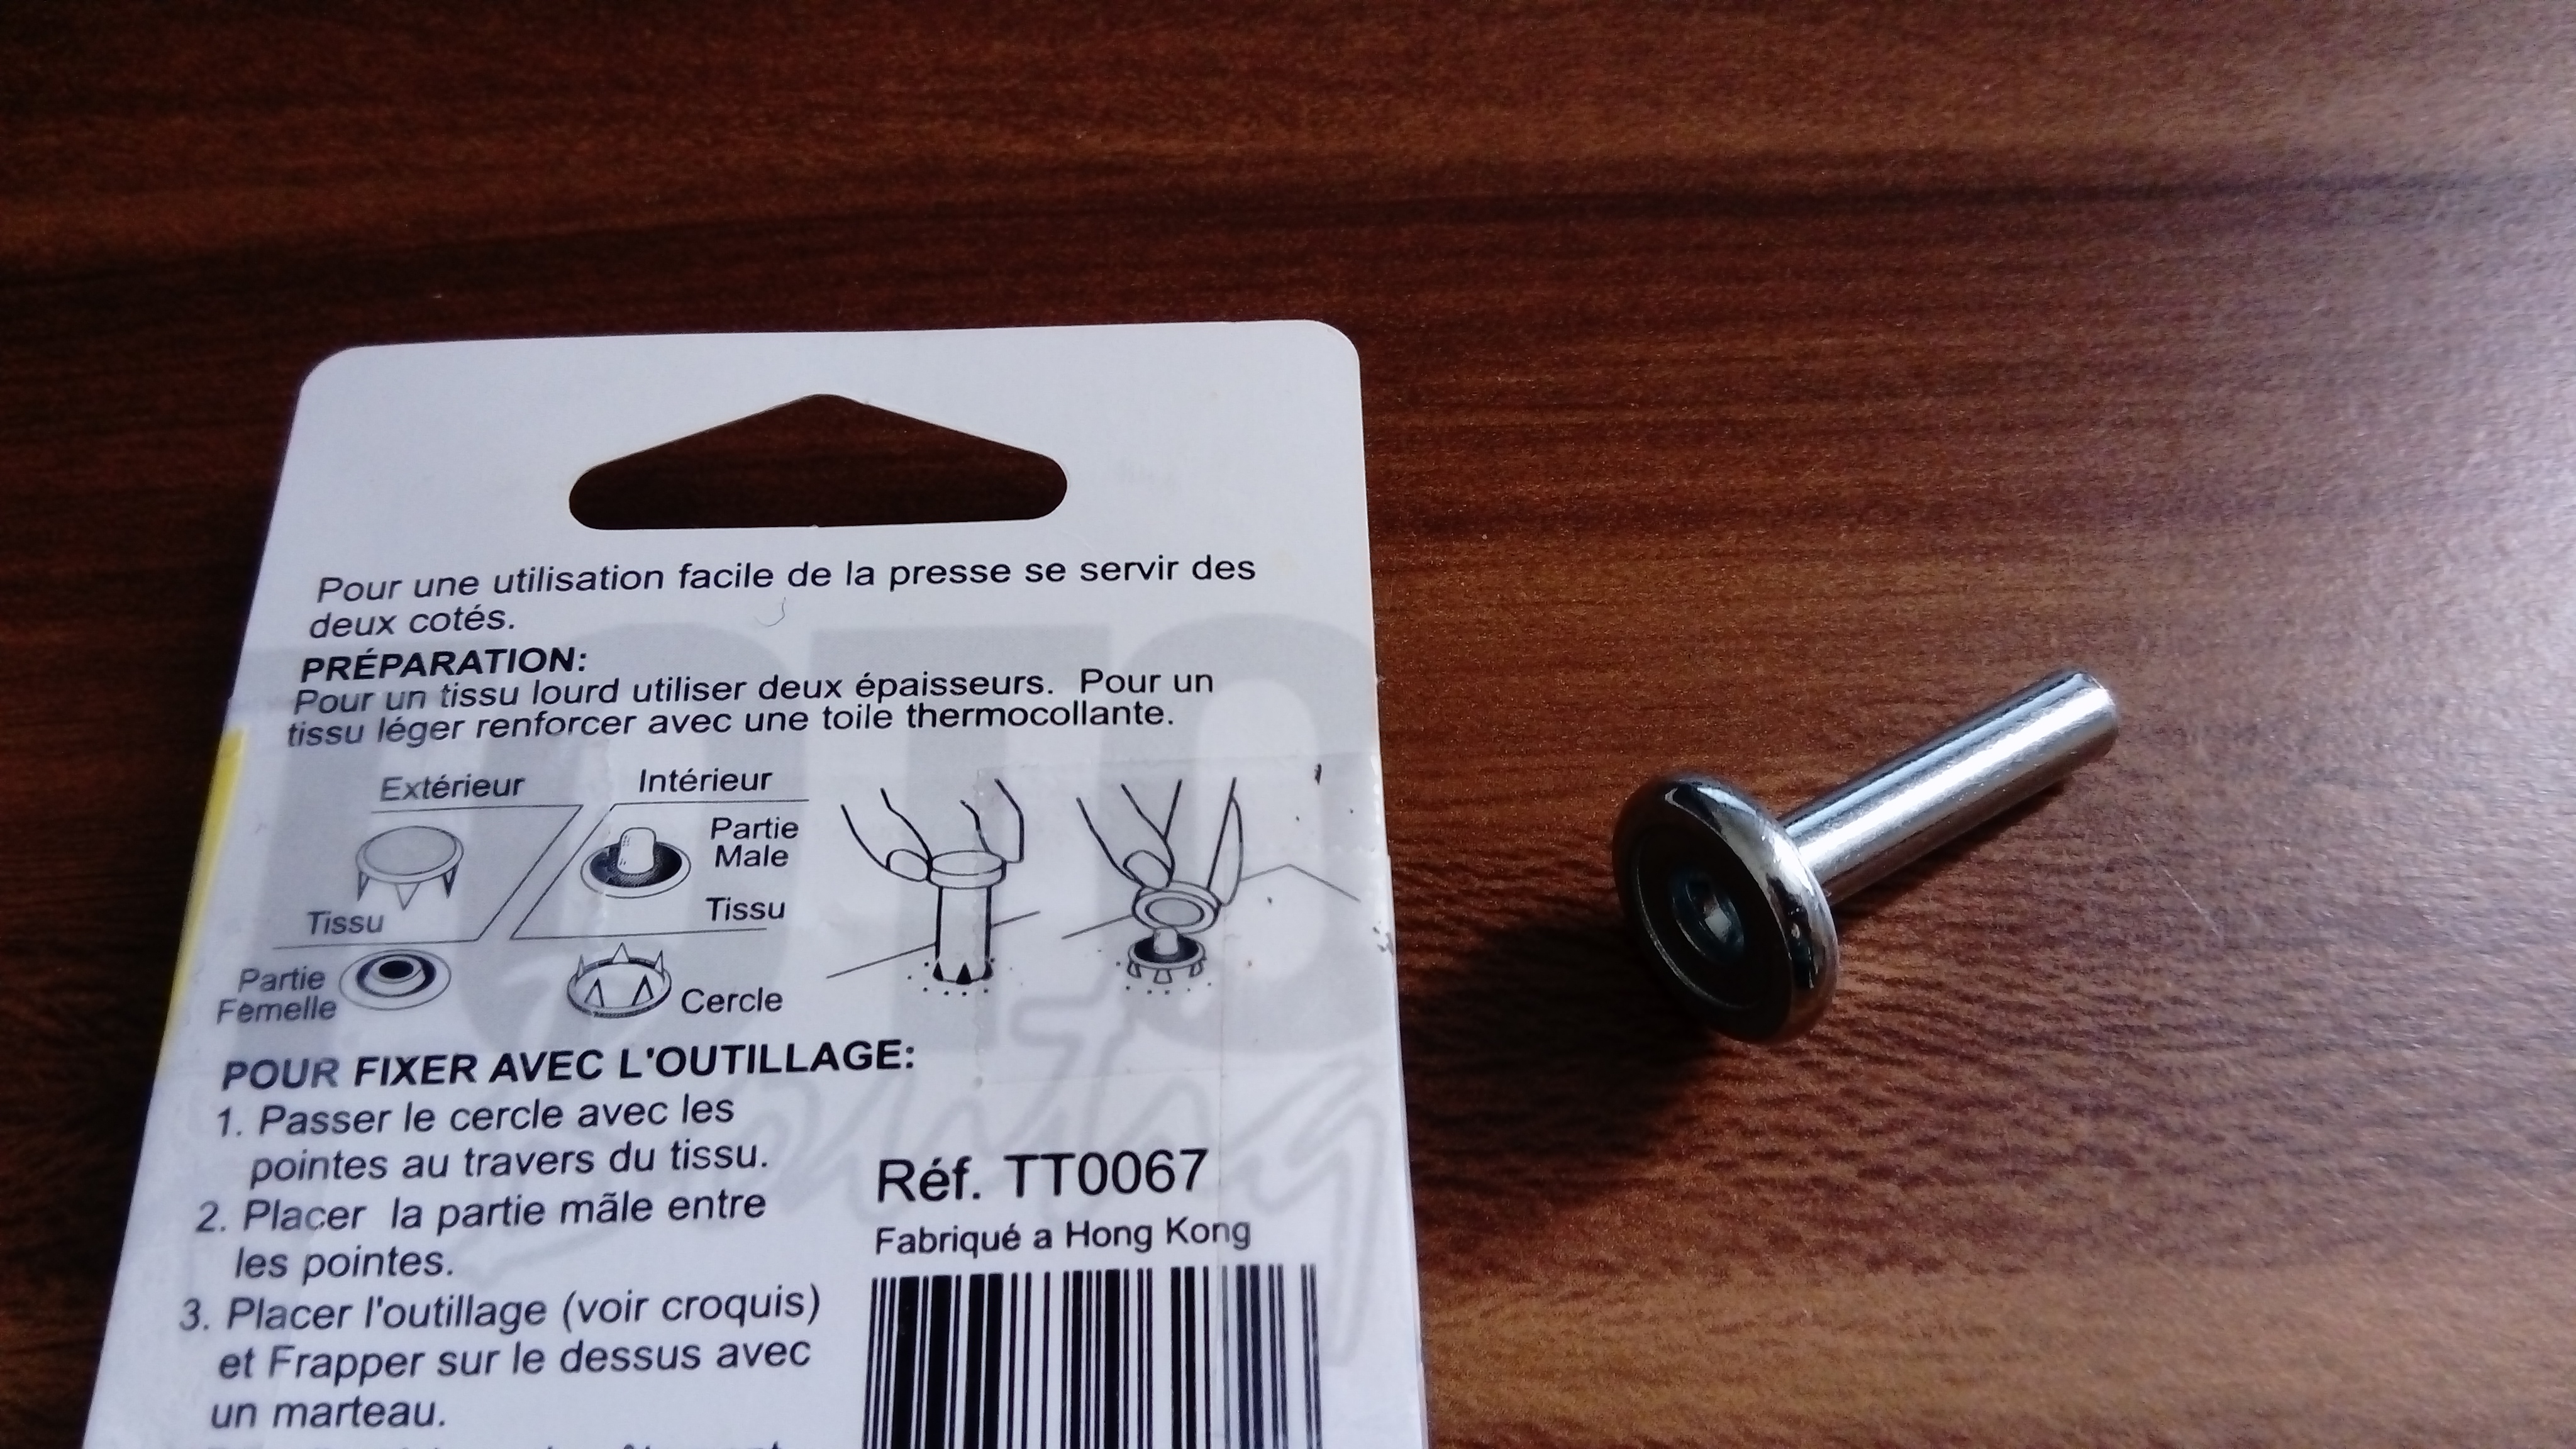 Pour une utilisation facile de la presse se servir des
deux cotés.
PRÉPARATION:
Pour un tissu lourd utiliser deux épaisseurs. Pour un
tissu léger renforcer avec une toile thermocollante.
Extérieur
Tissu
Partie
Femelle
Intérieur
Partie
Male
Tissu
Cercle
POUR FIXER AVEC L'OUTILLAGE:
1. Passer le cercle avec les
pointes au travers du tissu.
2. Placer la partie mãle entre
les pointes.
3. Placer l'outillage (voir croquis)
et Frapper sur le dessus avec
un marteau.
Réf. TT0067
Fabriqué a Hong Kong